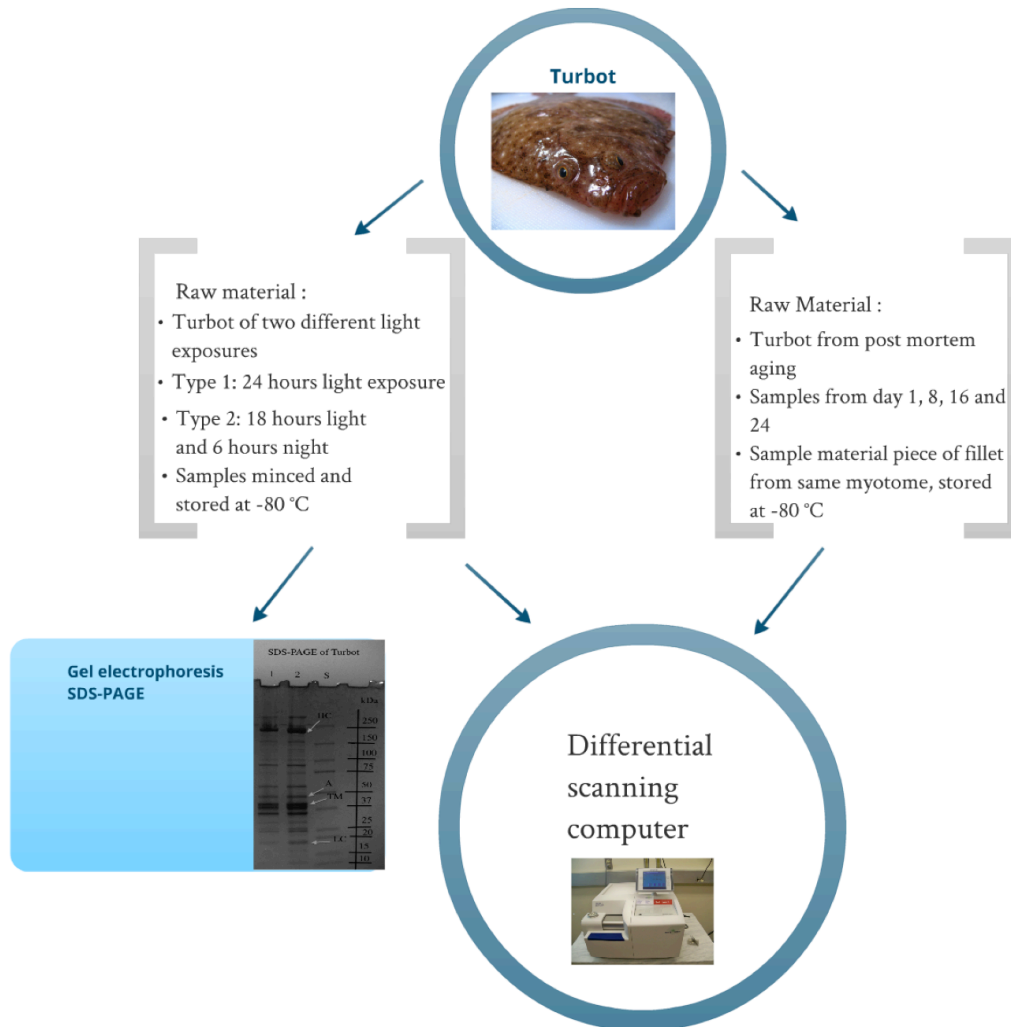 Turbot
Raw material :
• Turbot of two different light
exposures
• Type 1: 24 hours light exposure
• Type 2: 18 hours light
and 6 hours night
• Samples minced and
stored at -80 °C
Raw Material :
• Turbot from post mortem
aging
• Samples from day 1, 8, 16 and
24
• Sample material piece of fillet
from same myotome, stored
at -80 °C
Gel electrophoresis
SDS-PAGE
SDS-PAGE of Turbot
1 2 S
kDa
HC
250
150
100
75
A
50
TM
37
25
20
LC
15
10
Differential
scanning
computer